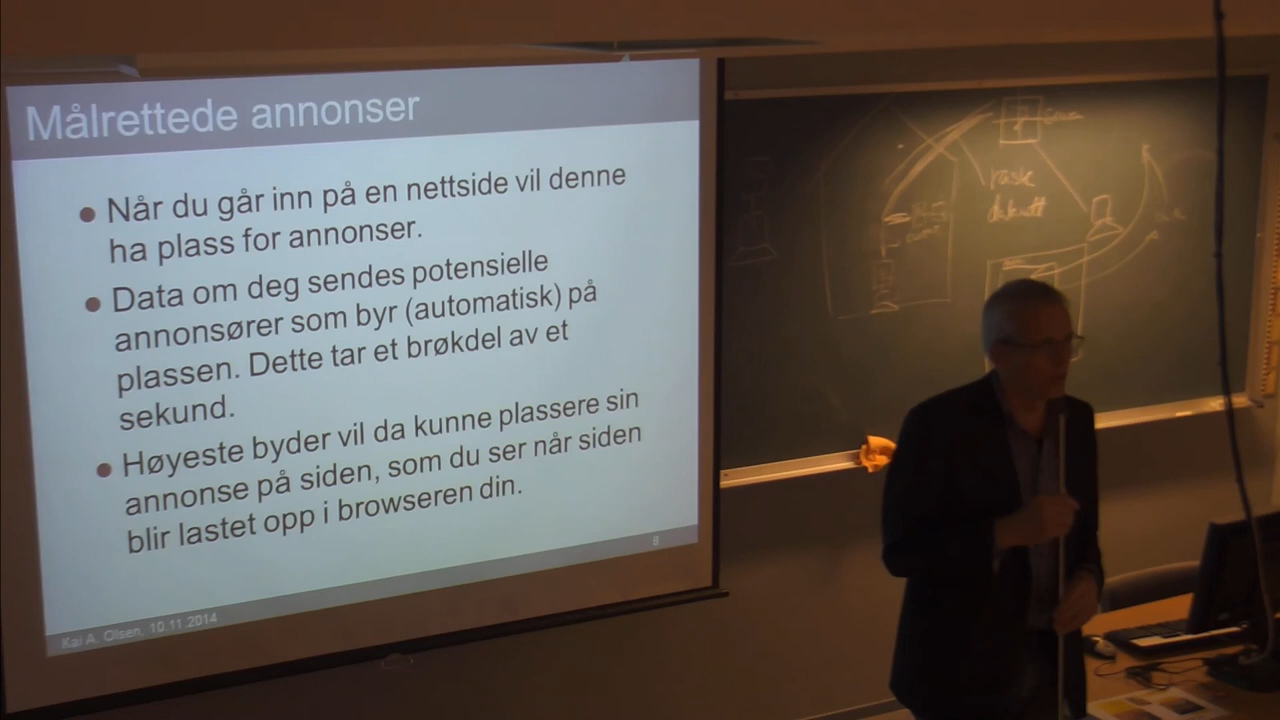 Målrettede annonser
● Når du går inn på en nettside vil denne
ha plass for annonser.
● Data om deg sendes potensielle
annonsører som byr (automatisk) på
plassen. Dette tar et brøkdel av et
sekund.
● Høyeste byder vil da kunne plassere sin
annonse på siden, som du ser når siden
blir lastet opp i browseren din.
Kai A. Olsen, 10.11.2014
rask